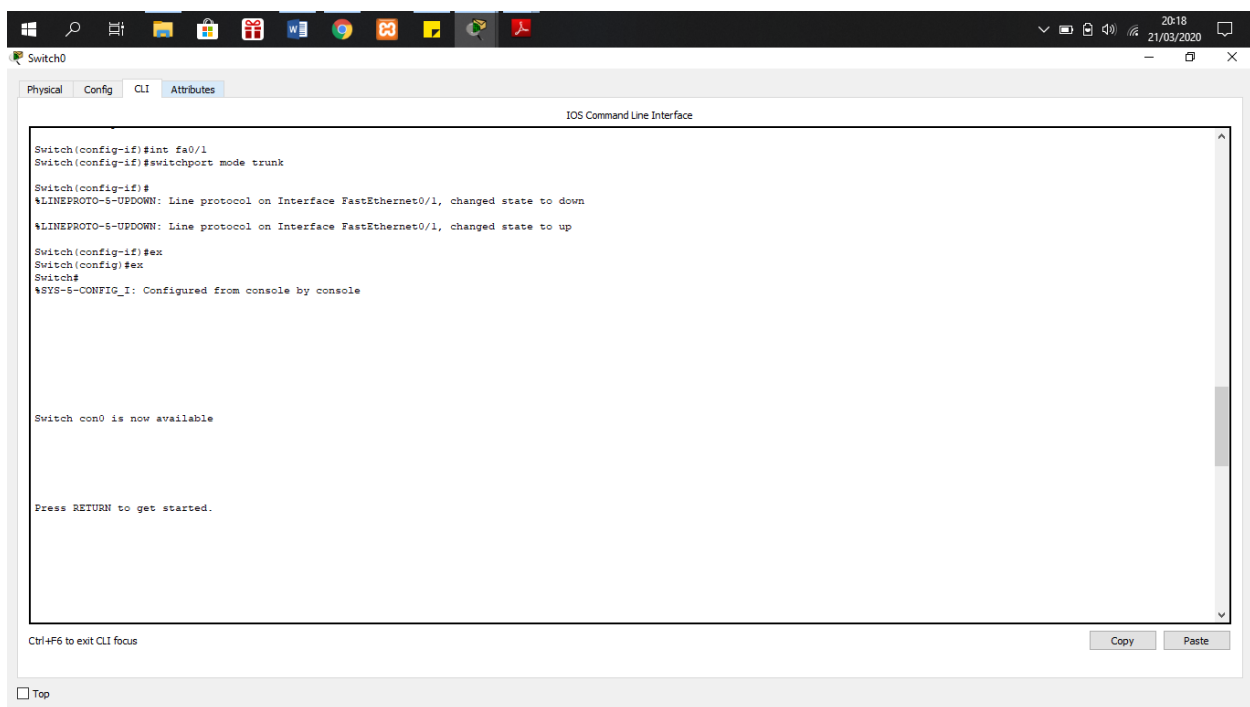 20:18
21/03/2020
Switch0
Physical Config CLI Attributes
IOS Command Line Interface
Switch(config-if)#int fa0/1
Switch(config-if)#switchport mode trunk
Switch(config-if)#
%LINEPROTO-5-UPDOWN: Line protocol on Interface FastEthernet0/1, changed state to down
%LINEPROTO-5-UPDOWN: Line protocol on Interface FastEthernet0/1, changed state to up
Switch(config-if)#ex
Switch(config)#ex
Switch#
%SYS-5-CONFIG_I: Configured from console by console
Switch con0 is now available
Press RETURN to get started.
Ctrl+F6 to exit CLI focus
Copy Paste
Top